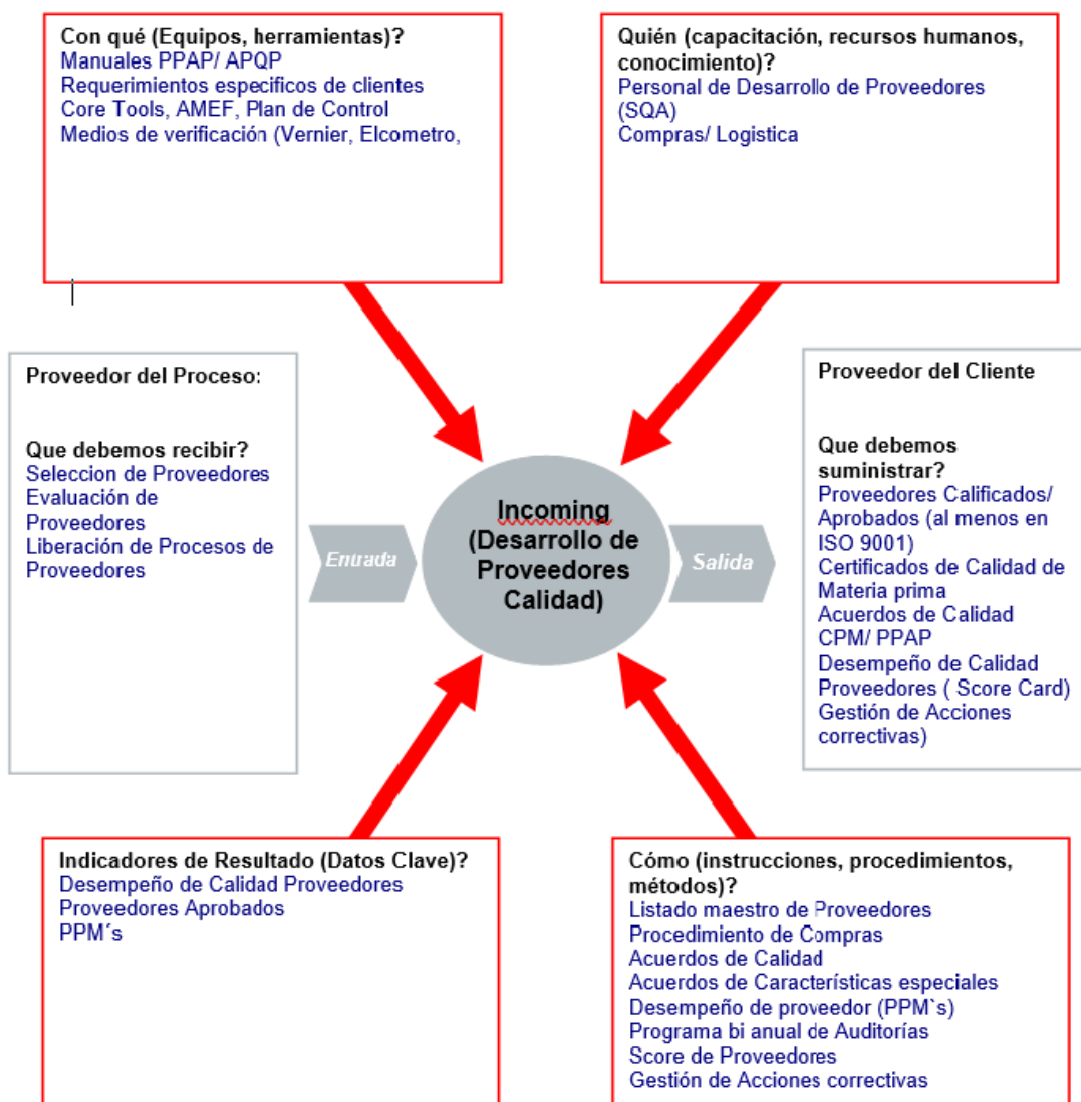 Con qué (Equipos, herramientas)?
Manuales PPAP/ APQP
Requerimientos especificos de clientes
Core Tools, AMEF, Plan de Control
Medios de verificación (Vernier, Elcometro,
Quién (capacitación, recursos humanos,
conocimiento)?
Personal de Desarrollo de Proveedores
(SQA)
Compras/ Logistica
Proveedor del Proceso:
Que debemos recibir?
Seleccion de Proveedores
Evaluación de
Proveedores
Liberación de Procesos de
Proveedores
Entrada
Incoming
(Desarrollo de
Proveedores
Calidad)
Salida
Proveedor del Cliente
Que debemos
suministrar?
Proveedores Calificados/
Aprobados (al menos en
ISO 9001)
Certificados de Calidad de
Materia prima
Acuerdos de Calidad
CPM/ PPAP
Desempeño de Calidad
Proveedores ( Score Card)
Gestión de Acciones
correctivas)
Indicadores de Resultado (Datos Clave)?
Desempeño de Calidad Proveedores
Proveedores Aprobados
PPM´s
Cómo (instrucciones, procedimientos,
métodos)?
Listado maestro de Proveedores
Procedimiento de Compras
Acuerdos de Calidad
Acuerdos de Características especiales
Desempeño de proveedor (PPM`s)
Programa bi anual de Auditorías
Score de Proveedores
Gestión de Acciones correctivas